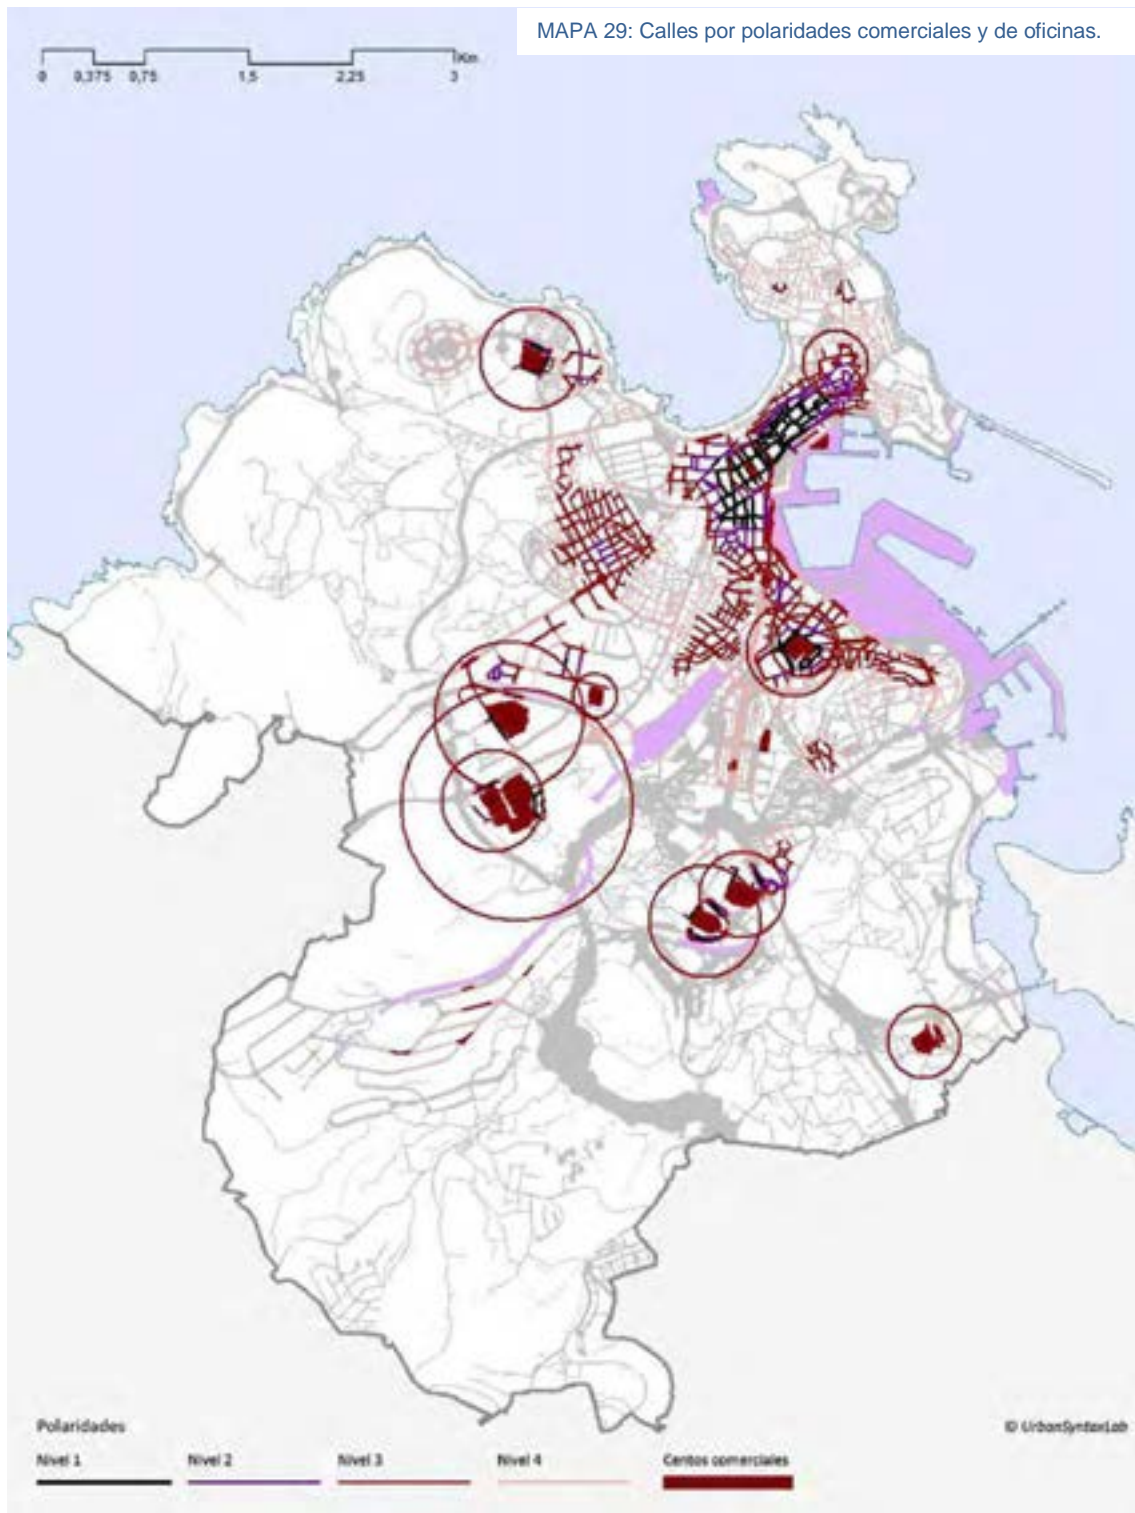 MAPA 29: Calles por polaridades comerciales y de oficinas.
Km
0 0,375 0,75 1,5 2,25 3
Polaridades
© UrbanSyntaxLab
Nivel 1 Nivel 2 Nivel 3 Nivel 4 Centos comerciales